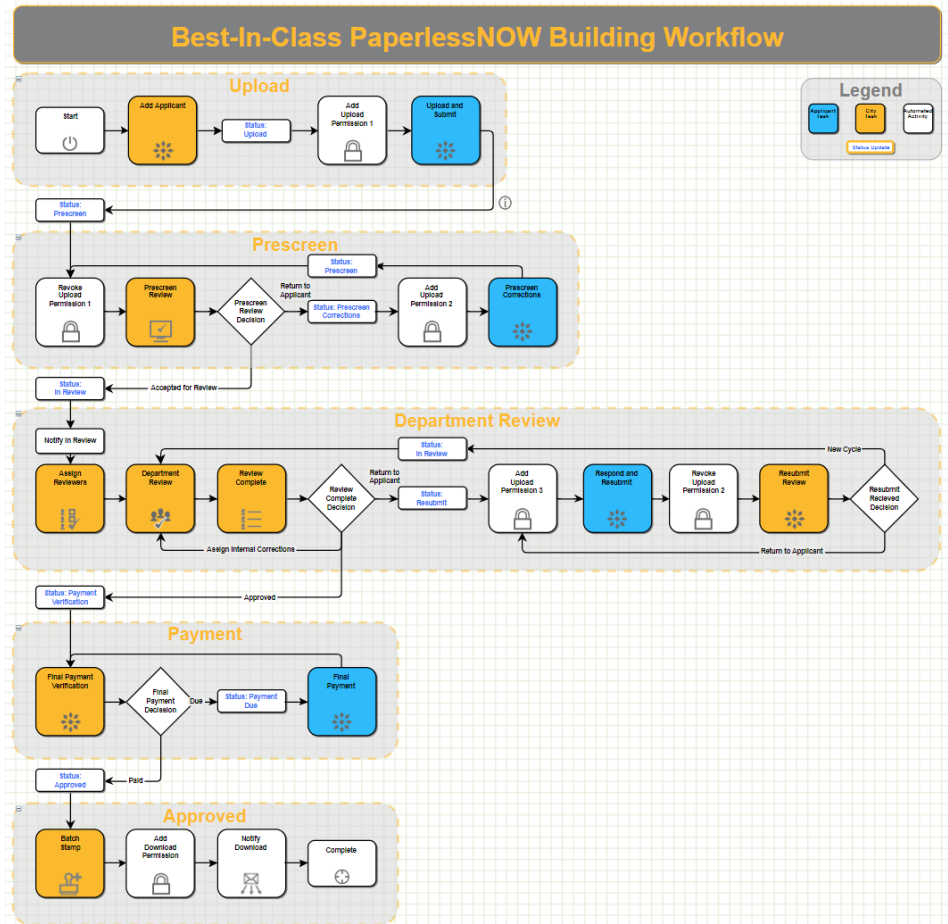 Best-In-Class PaperlessNOW Building Workflow
Upload
Legend
Start
Add Applicant
Status:
Upload
Add
Upload
Permission 1
Upload and
Submit
Applicant
Task
City
Task
Automated
Activity
Status Update
Status:
Prescreen
Prescreen
Status:
Prescreen
Revoke
Upload
Permission 1
Prescreen
Review
Prescreen
Review
Decision
Return to
Applicant
Status: Prescreen
Corrections
Add
Upload
Permission 2
Prescreen
Corrections
Status:
In Review
Accepted for Review
Department Review
Notify In Review
Status:
In Review
New Cycle
Assign
Reviewers
Department
Review
Review
Complete
Review
Complete
Decision
Return to
Applicant
Status:
Resubmit
Add
Upload
Permission 3
Respond and
Resubmit
Revoke
Upload
Permission 2
Resubmit
Review
Resubmit
Recieved
Decision
Assign Internal Corrections
Return to Applicant
Status: Payment
Verification
Approved
Payment
Final Payment
Verification
Final
Payment
Decision
Due
Status: Payment
Due
Final
Payment
Status:
Approved
Paid
Approved
Batch
Stamp
Add
Download
Permission
Notify
Download
Complete